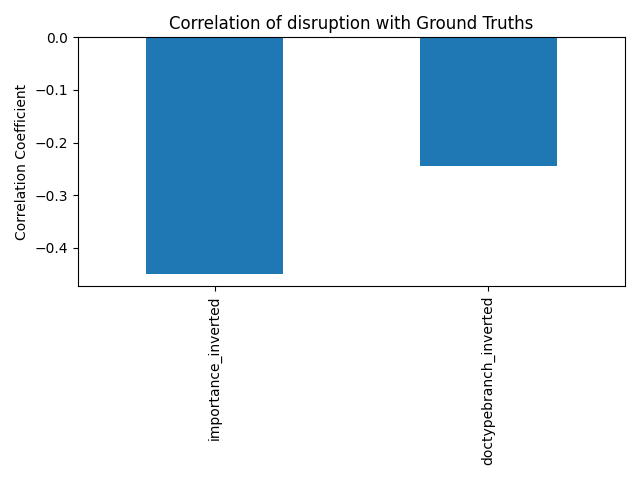 Correlation of disruption with Ground Truths
Correlation Coefficient
0.0
−0.1
−0.2
−0.3
−0.4
importance_inverted
doctypebranch_inverted